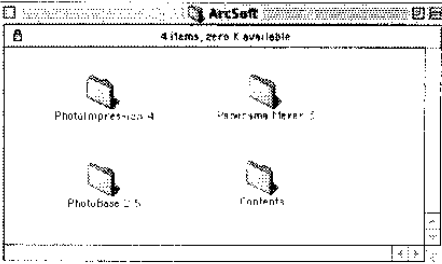 ArcSoft
4 items, zero K available
PhotoImpression 4
Panorama Maker 3
PhotoBase 2.5
Contents